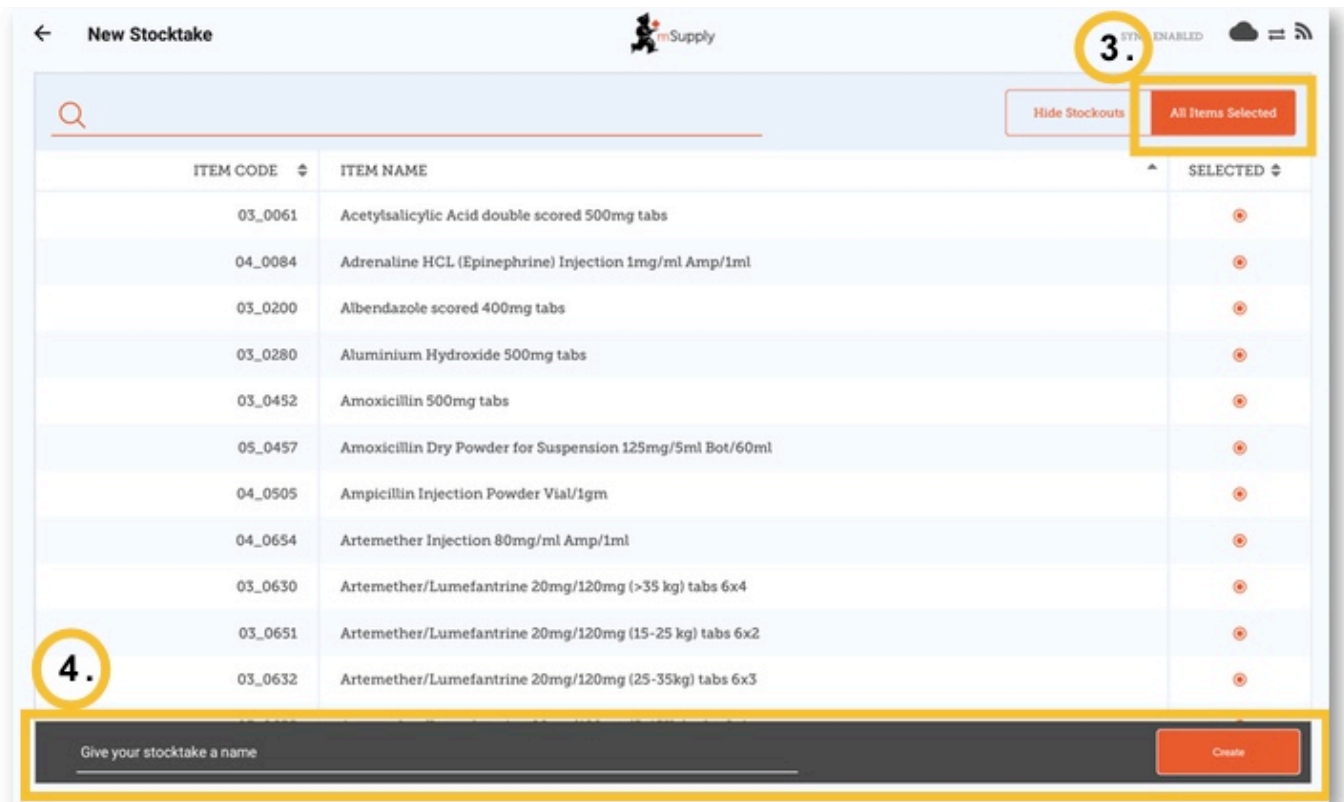 New Stocktake
mSupply
3.
SYNC ENABLED
Hide Stockouts
All Items Selected
ITEM CODE
ITEM NAME
SELECTED
03_0061 Acetylsalicylic Acid double scored 500mg tabs
04_0084 Adrenaline HCL (Epinephrine) Injection 1mg/ml Amp/1ml
03_0200 Albendazole scored 400mg tabs
03_0280 Aluminium Hydroxide 500mg tabs
03_0452 Amoxicillin 500mg tabs
05_0457 Amoxicillin Dry Powder for Suspension 125mg/5ml Bot/60ml
04_0505 Ampicillin Injection Powder Vial/1gm
04_0654 Artemether Injection 80mg/ml Amp/1ml
03_0630 Artemether/Lumefantrine 20mg/120mg (>35 kg) tabs 6x4
03_0651 Artemether/Lumefantrine 20mg/120mg (15-25 kg) tabs 6x2
4.
03_0632 Artemether/Lumefantrine 20mg/120mg (25-35kg) tabs 6x3
Give your stocktake a name
Create